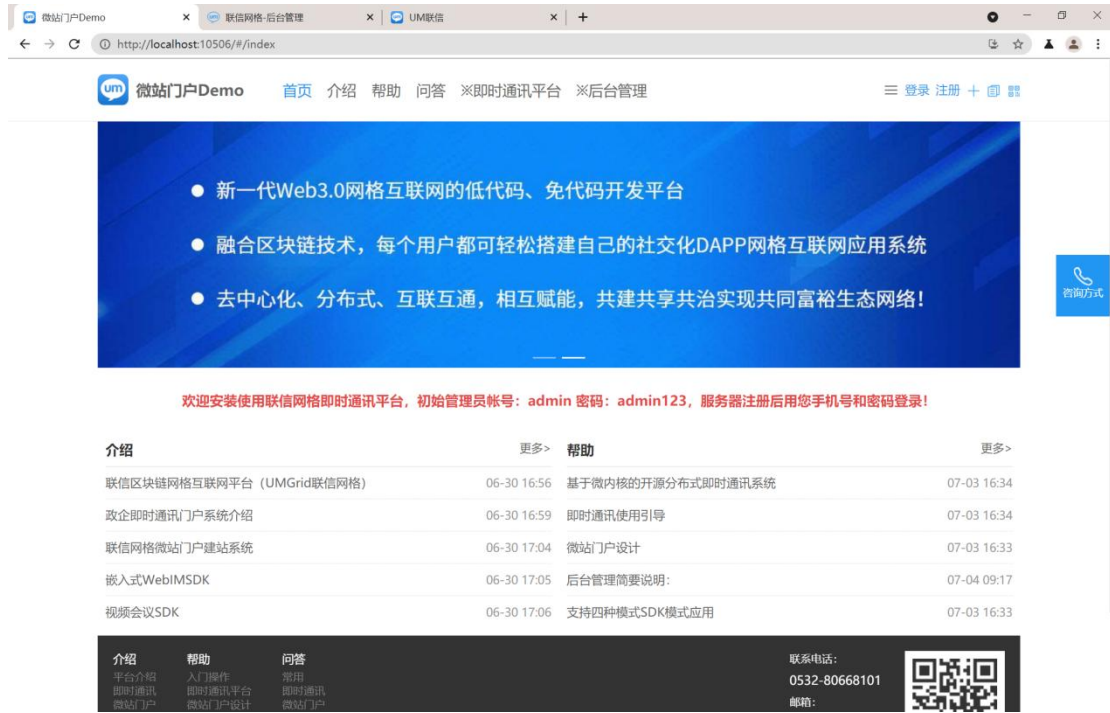 微站门户Demo
联信网格-后台管理
UM联信
http://localhost:10506/#/index
um 微站门户Demo 首页 介绍 帮助 问答 ※即时通讯平台 ※后台管理 登录 注册
新一代Web3.0网格互联网的低代码、免代码开发平台
融合区块链技术，每个用户都可轻松搭建自己的社交化DAPP网格互联网应用系统
去中心化、分布式、互联互通，相互赋能，共建共享共治实现共同富裕生态网络！
咨询方式
欢迎安装使用联信网格即时通讯平台，初始管理员帐号：admin 密码：admin123，服务器注册后用您手机号和密码登录！
介绍 更多>
联信区块链网格互联网平台（UMGrid联信网格） 06-30 16:56
政企即时通讯门户系统介绍 06-30 16:59
联信网格微站门户建站系统 06-30 17:04
嵌入式WebIMSDK 06-30 17:05
视频会议SDK 06-30 17:06
帮助 更多>
基于微内核的开源分布式即时通讯系统 07-03 16:34
即时通讯使用引导 07-03 16:34
微站门户设计 07-03 16:33
后台管理简要说明： 07-04 09:17
支持四种模式SDK模式应用 07-03 16:33
介绍
平台介绍
即时通讯
微站门户
帮助
入门操作
即时通讯平台
微站门户设计
问答
常用
即时通讯
微站门户
联系电话：
0532-80668101
邮箱：